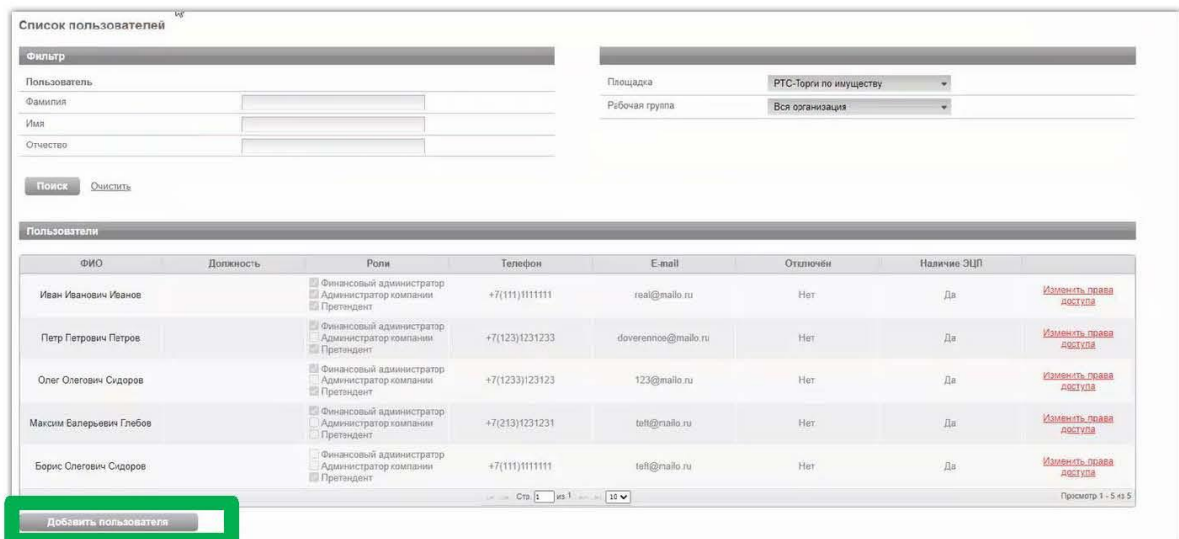 Список пользователей
Фильтр
Пользователь
Фамилия
Имя
Отчество
Площадка
РТС-Торги по имуществу
Рабочая группа
Вся организация
Поиск
Очистить
Пользователи
ФИО Должность Роли Телефон E-mail Отключён Наличие ЭЦП
Иван Иванович Иванов
Финансовый администратор
Администратор компании
Претендент
+7(111)1111111
real@mailo.ru
Нет
Да
Изменить права
доступа
Петр Петрович Петров
Финансовый администратор
Администратор компании
Претендент
+7(123)1231233
doverennoe@mailo.ru
Нет
Да
Изменить права
доступа
Олег Олегович Сидоров
Финансовый администратор
Администратор компании
Претендент
+7(1233)123123
123@mailo.ru
Нет
Да
Изменить права
доступа
Максим Валерьевич Глебов
Финансовый администратор
Администратор компании
Претендент
+7(213)1231231
Нет
Да
Изменить права
доступа
Борис Олегович Сидоров
Финансовый администратор
Администратор компании
Претендент
+7(111)1111111
Нет
Да
Изменить права
доступа
Стр. 1 из 1 10
Просмотр 1 - 5 из 5
Добавить пользователя